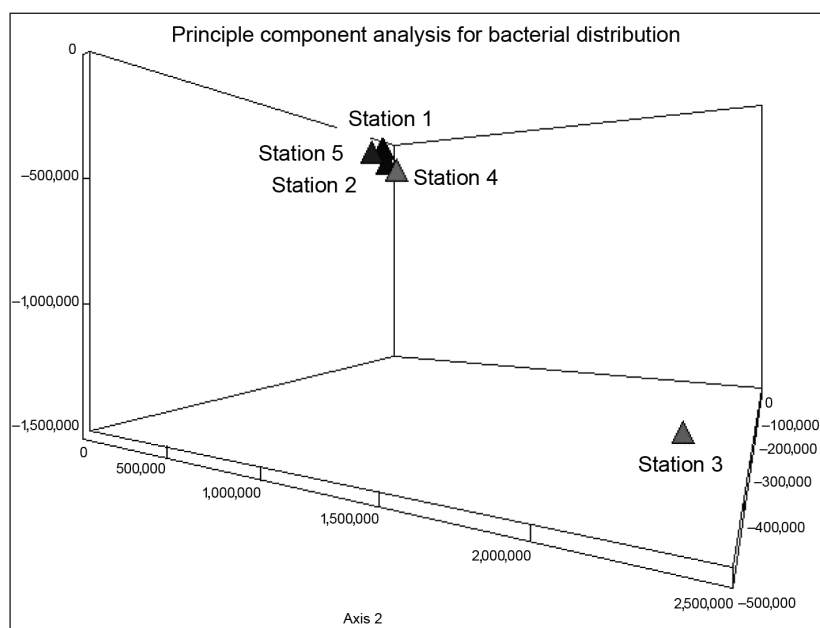 Principle component analysis for bacterial distribution
0
–500,000
–1,000,000
–1,500,000
Station 1
Station 5
Station 2
Station 4
Station 3
0
500,000
1,000,000
1,500,000
2,000,000
2,500,000
0
–100,000
–200,000
–300,000
–400,000
–500,000
Axis 2